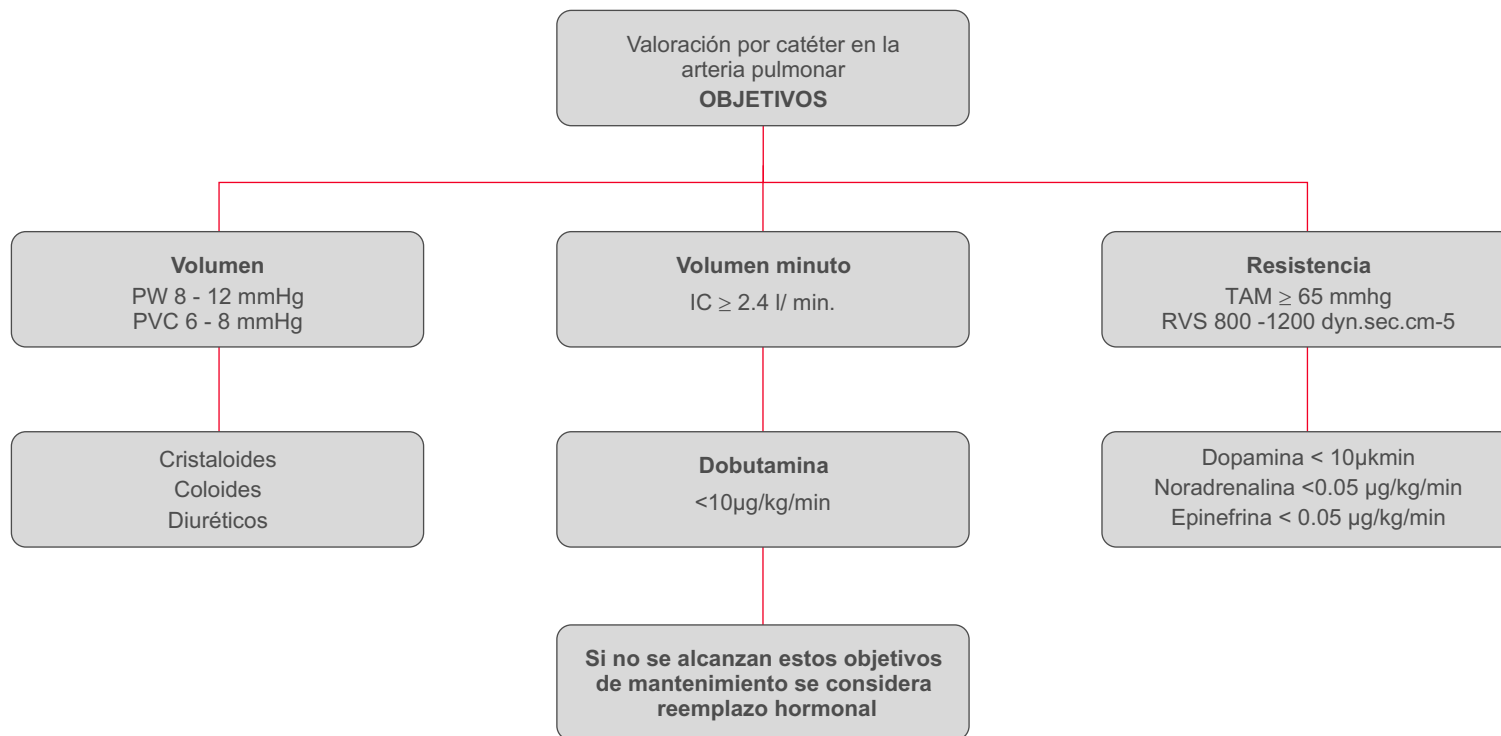 Valoración por catéter en la
arteria pulmonar
OBJETIVOS
Volumen
PW 8 - 12 mmHg
PVC 6 - 8 mmHg
Volumen minuto
IC ≥ 2.4 l/ min.
Resistencia
TAM ≥ 65 mmhg
RVS 800 -1200 dyn.sec.cm-5
Cristaloides
Coloides
Diuréticos
Dobutamina
<10µg/kg/min
Dopamina < 10µkmin
Noradrenalina <0.05 µg/kg/min
Epinefrina < 0.05 µg/kg/min
Si no se alcanzan estos objetivos
de mantenimiento se considera
reemplazo hormonal